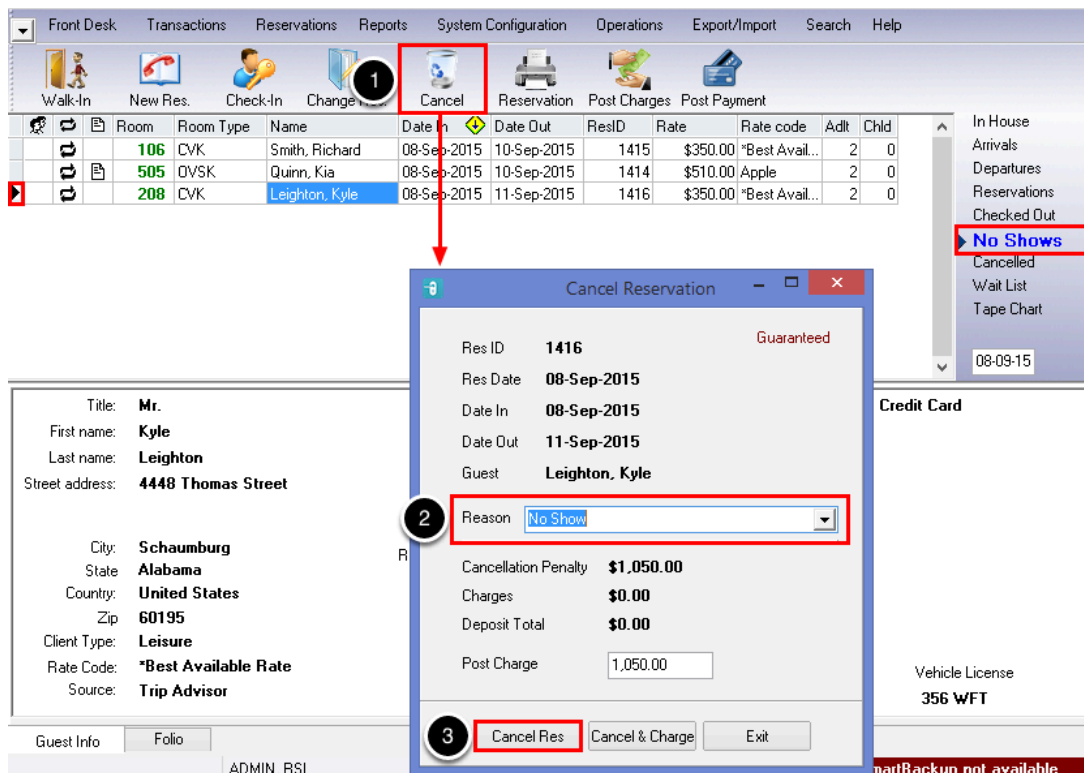 Front Desk Transactions Reservations Reports System Configuration Operations Export/Import Search Help
1
Walk-In New Res. Check-In Change Cancel Reservation Post Charges Post Payment
Room Room Type Name Date In Date Out ResID Rate Rate code Adlt Chld
106 CVK Smith, Richard 08-Sep-2015 10-Sep-2015 1415 $350.00 *Best Avail... 2 0
505 OVSK Quinn, Kia 08-Sep-2015 10-Sep-2015 1414 $510.00 Apple 2 0
208 CVK Leighton, Kyle 08-Sep-2015 11-Sep-2015 1416 $350.00 *Best Avail... 2 0
In House
Arrivals
Departures
Reservations
Checked Out
No Shows
Cancelled
Wait List
Tape Chart
08-09-15
Cancel Reservation
Guaranteed
Res ID 1416
Res Date 08-Sep-2015
Date In 08-Sep-2015
Date Out 11-Sep-2015
Guest Leighton, Kyle
2 Reason No Show
Cancellation Penalty $1,050.00
Charges $0.00
Deposit Total $0.00
Post Charge 1,050.00
3 Cancel Res Cancel & Charge Exit
Title: Mr.
First name: Kyle
Last name: Leighton
Street address: 4448 Thomas Street
City: Schaumburg
R
State Alabama
Country: United States
Zip 60195
Client Type: Leisure
Rate Code: *Best Available Rate
Source: Trip Advisor
Credit Card
Vehicle License
356 WFT
Guest Info Folio
ADMIN_RSI
martBackup not available